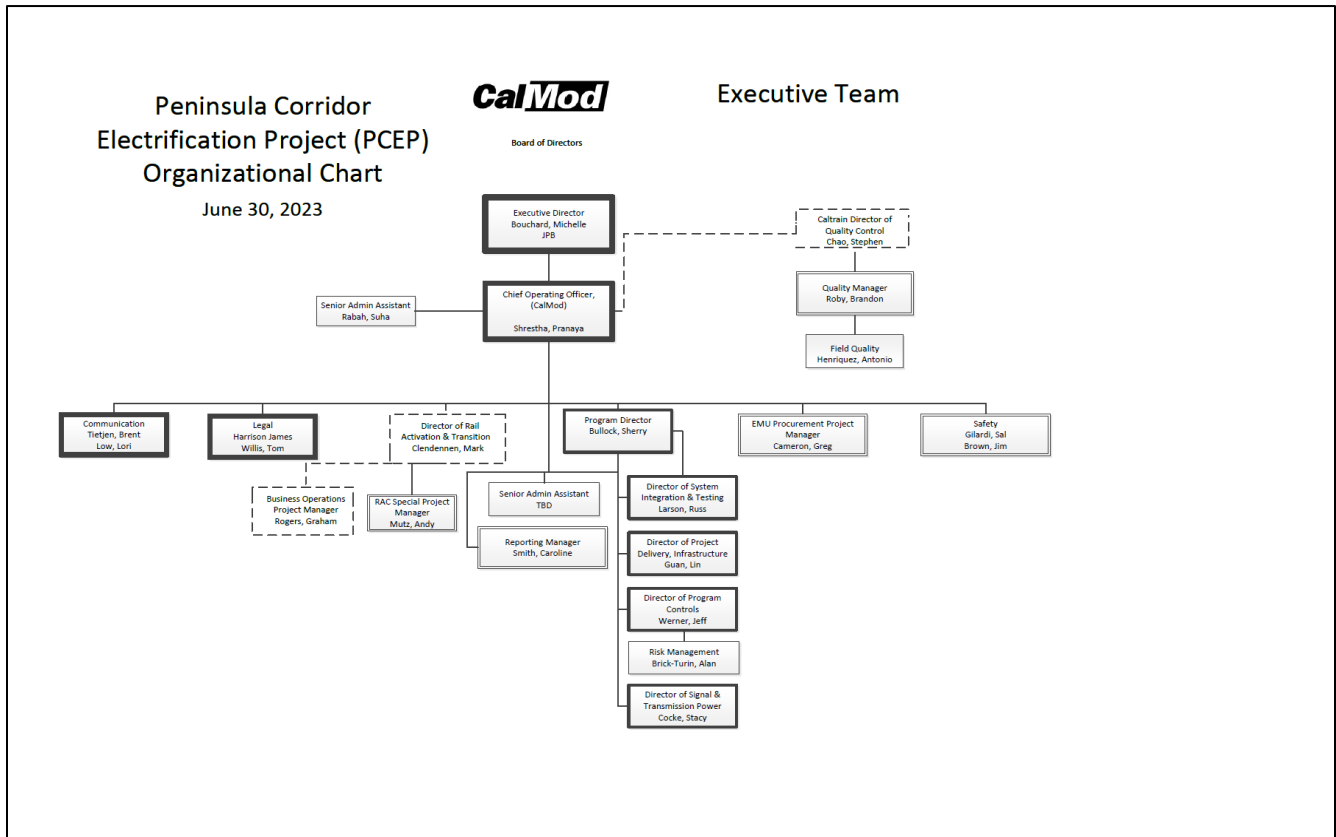 Peninsula Corridor
Electrification Project (PCEP)
Organizational Chart
June 30, 2023
CalMod
Board of Directors
Executive Team
Executive Director
Bouchard, Michelle
JPB
Caltrain Director of
Quality Control
Chao, Stephen
Senior Admin Assistant
Rabah, Suha
Chief Operating Officer,
(CalMod)
Shrestha, Pranaya
Quality Manager
Roby, Brandon
Field Quality
Henriquez, Antonio
Communication
Tietjen, Brent
Low, Lori
Legal
Harrison James
Willis, Tom
Director of Rail
Activation & Transition
Clendennen, Mark
Program Director
Bullock, Sherry
EMU Procurement Project
Manager
Cameron, Greg
Safety
Gilardi, Sal
Brown, Jim
Business Operations
Project Manager
Rogers, Graham
RAC Special Project
Manager
Mutz, Andy
Senior Admin Assistant
TBD
Reporting Manager
Smith, Caroline
Director of System
Integration & Testing
Larson, Russ
Director of Project
Delivery, Infrastructure
Guan, Lin
Director of Program
Controls
Werner, Jeff
Risk Management
Brick-Turin, Alan
Director of Signal &
Transmission Power
Cocke, Stacy